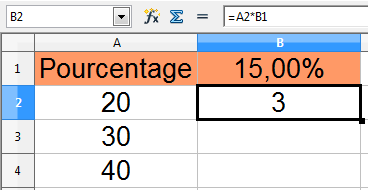 B2 =A2*B1
A B
1 Pourcentage 15,00%
2 20 3
3 30
4 40